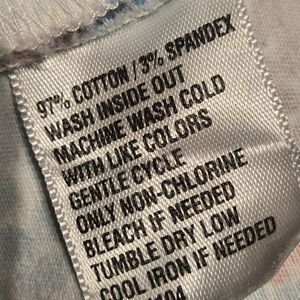 97% COTTON / 3% SPANDEX
WASH INSIDE OUT
MACHINE WASH COLD
WITH LIKE COLORS
GENTLE CYCLE
ONLY NON-CHLORINE
BLEACH IF NEEDED
TUMBLE DRY LOW
COOL IRON IF NEEDED